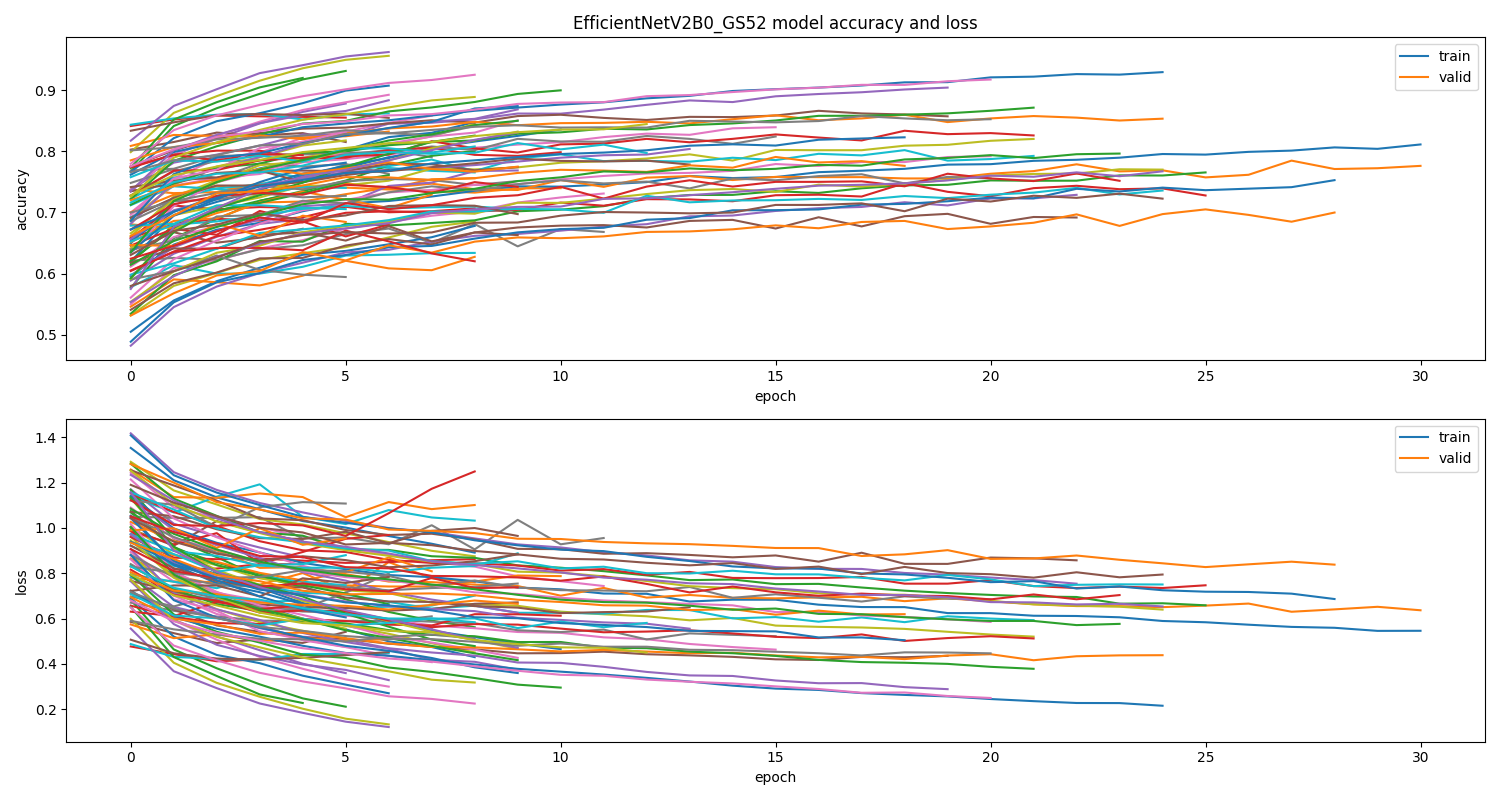 EfficientNetV2B0_GS52 model accuracy and loss
train
valid
0.9
0.8
0.7
0.6
0.5
accuracy
0 5 10 15 20 25 30
epoch
train
valid
1.4
1.2
1.0
0.8
0.6
0.4
0.2
loss
0 5 10 15 20 25 30
epoch